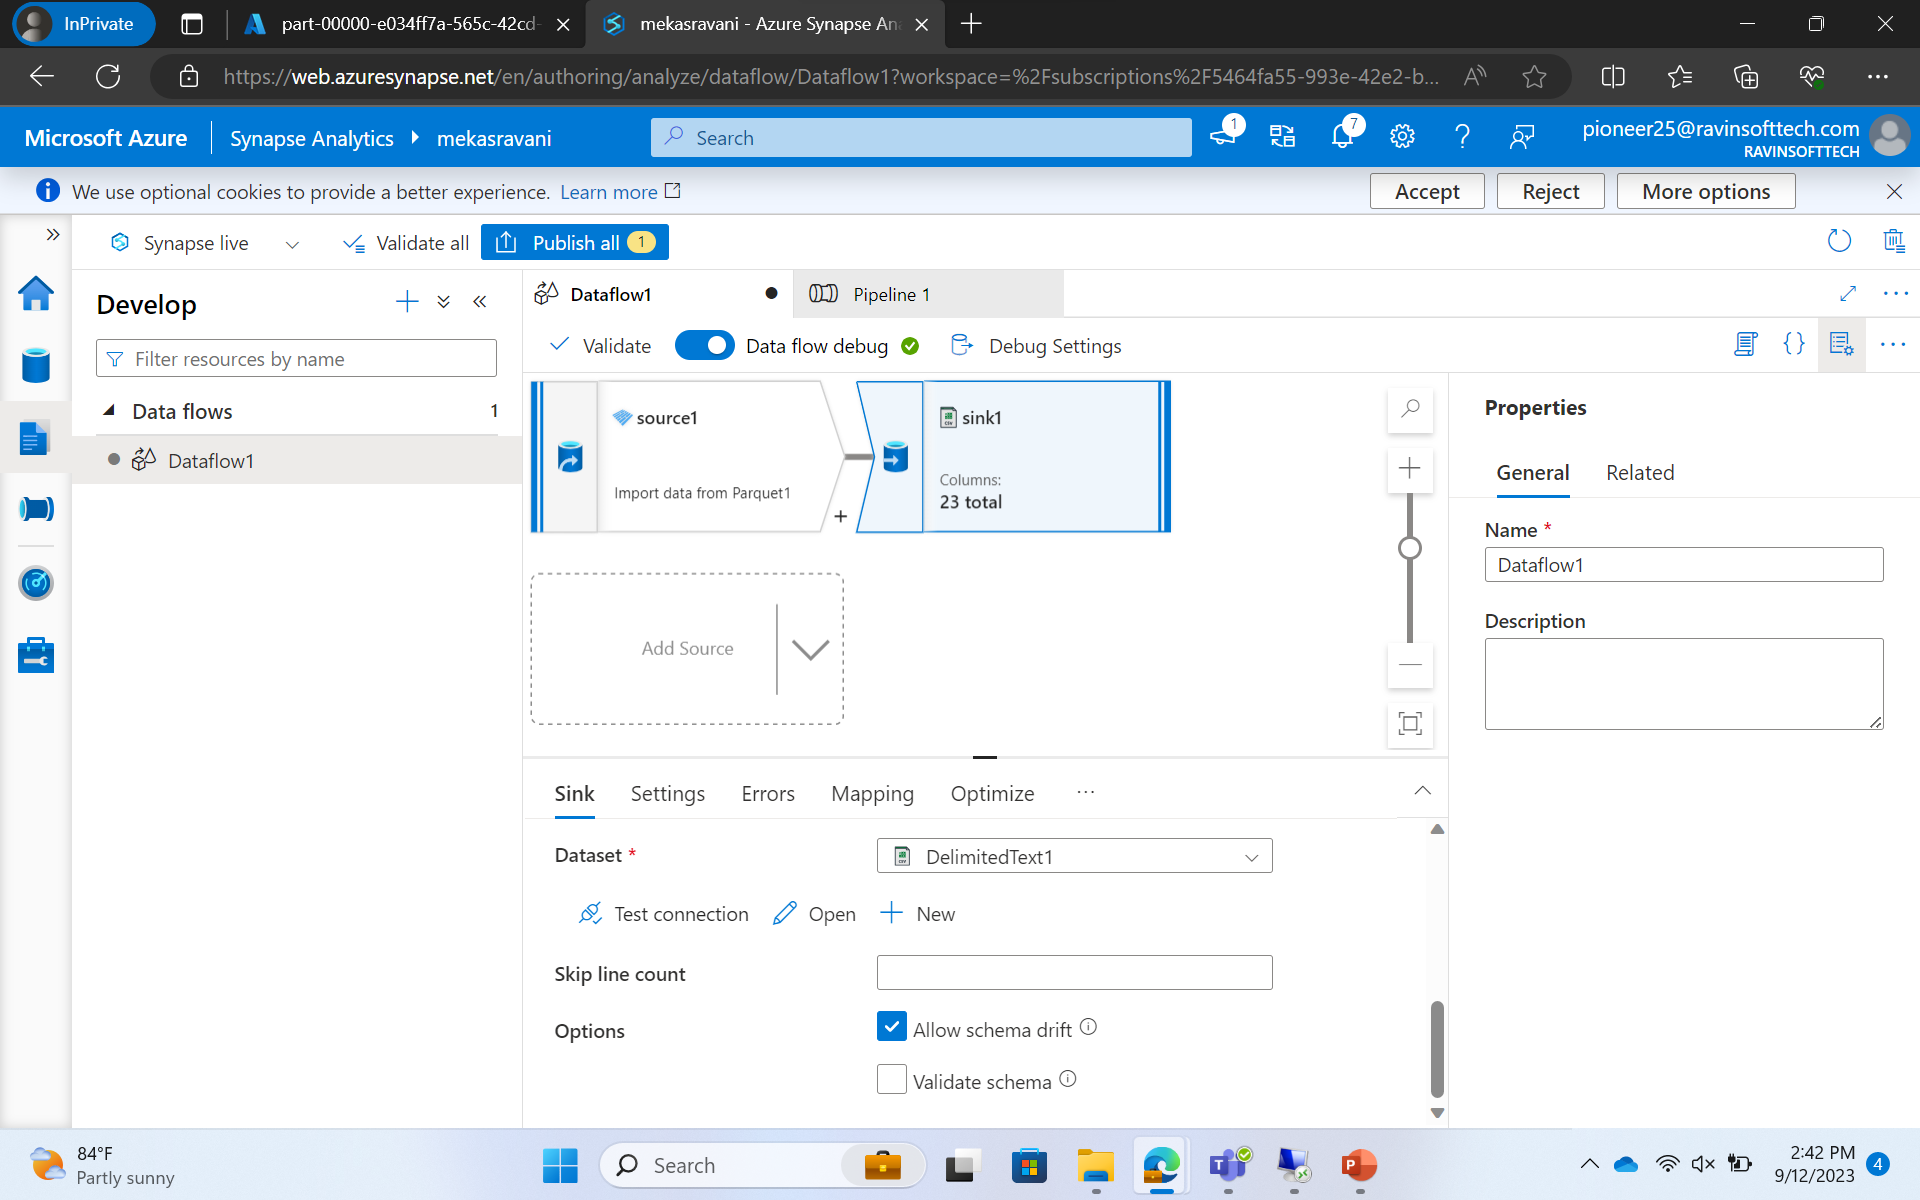 InPrivate
part-00000-e034ff7a-565c-42cd-
mekasravani - Azure Synapse An
https://web.azuresynapse.net/en/authoring/analyze/dataflow/Dataflow1?workspace=%2Fsubscriptions%2F5464fa55-993e-42e2-b...
Microsoft Azure
Synapse Analytics
mekasravani
Search
1
7
pioneer25@ravinsofttech.com
RAVINSOFTTECH
We use optional cookies to provide a better experience. Learn more
Accept
Reject
More options
Synapse live
Validate all
Publish all 1
Develop
Filter resources by name
Data flows
1
Dataflow1
Dataflow1
Pipeline 1
Validate
Data flow debug
Debug Settings
source1
Import data from Parquet1
sink1
Columns:
23 total
Add Source
Properties
General
Related
Name *
Dataflow1
Description
Sink
Settings
Errors
Mapping
Optimize
Dataset *
DelimitedText1
Test connection
Open
New
Skip line count
Options
Allow schema drift
Validate schema
84°F
Partly sunny
Search
2:42 PM
9/12/2023
4